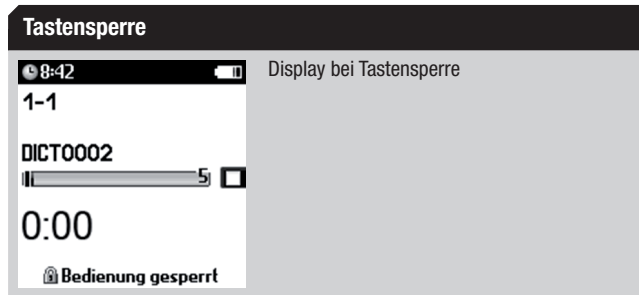 Tastensperre
8:42
Display bei Tastensperre
1-1
DICT0002
5
0:00
Bedienung gesperrt